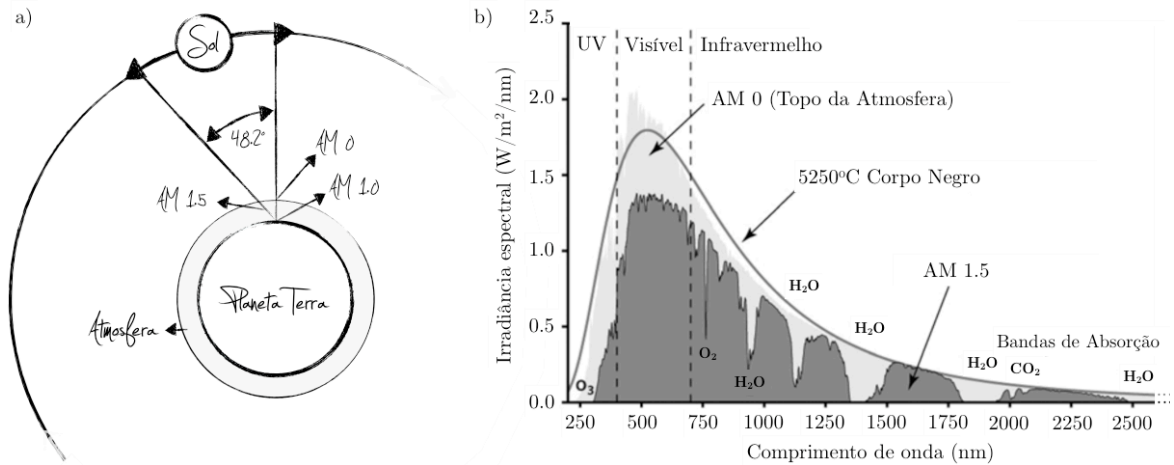 a)
Sol
48.2°
AM 0
AM 1.5
AM 1.0
Planeta Terra
Atmosfera
b)
Irradiância espectral (W/m²/nm)
2.5
2.0
1.5
1.0
0.5
0.0
UV
Visível
Infravermelho
AM 0 (Topo da Atmosfera)
5250°C Corpo Negro
AM 1.5
H₂O
H₂O
Bandas de Absorção
H₂O
CO₂
H₂O
O₂
H₂O
O₃
250
500
750
1000
1250
1500
1750
2000
2250
2500
Comprimento de onda (nm)